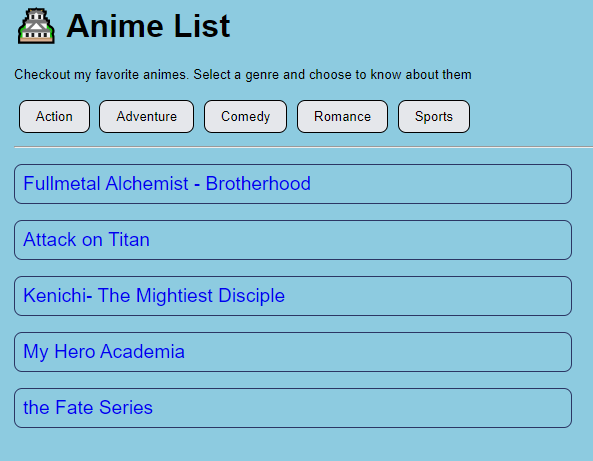 Anime List
Checkout my favorite animes. Select a genre and choose to know about them
Action Adventure Comedy Romance Sports
Fullmetal Alchemist - Brotherhood
Attack on Titan
Kenichi- The Mightiest Disciple
My Hero Academia
the Fate Series